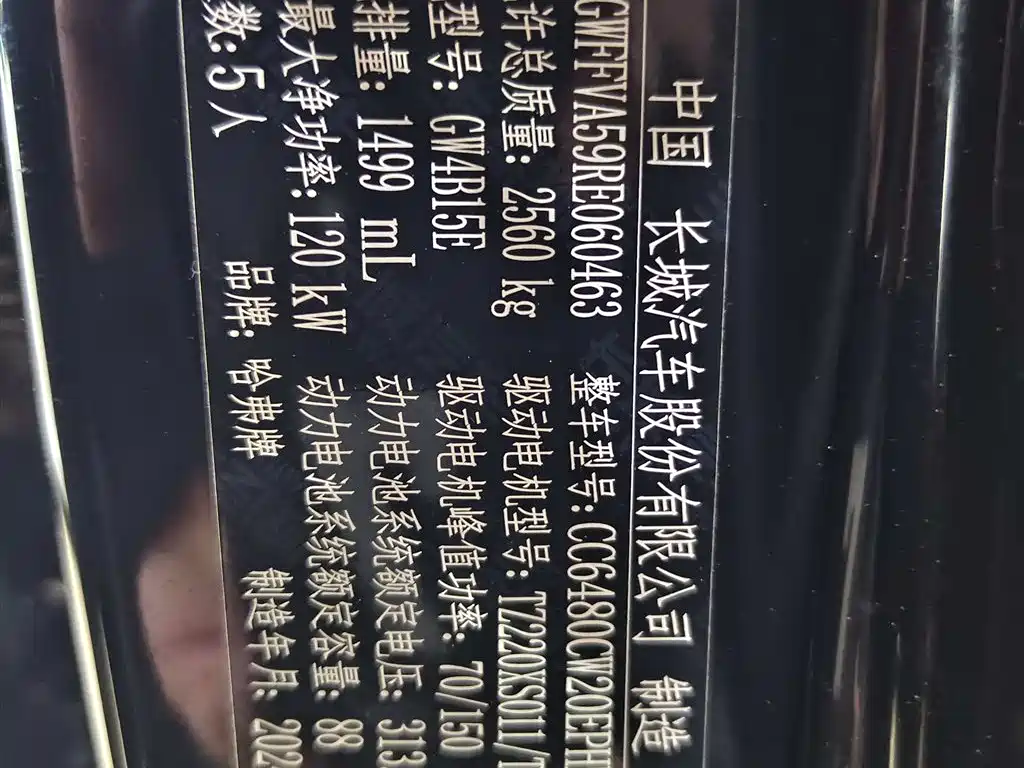 中国 长城汽车股份有限公司 制造
GWFFVA59RE060463 整车型号:CC6480CW20EPH
许总质量: 2560 kg 驱动电机型号: TZ220XS011/T
型号: GW4B15E 驱动电机峰值功率: 70/150
排量: 1499 mL 动力电池系统额定电压: 313
最大净功率: 120 kW 动力电池系统额定容量: 88
数: 5人 品牌: 哈弗牌 制造年月: 202